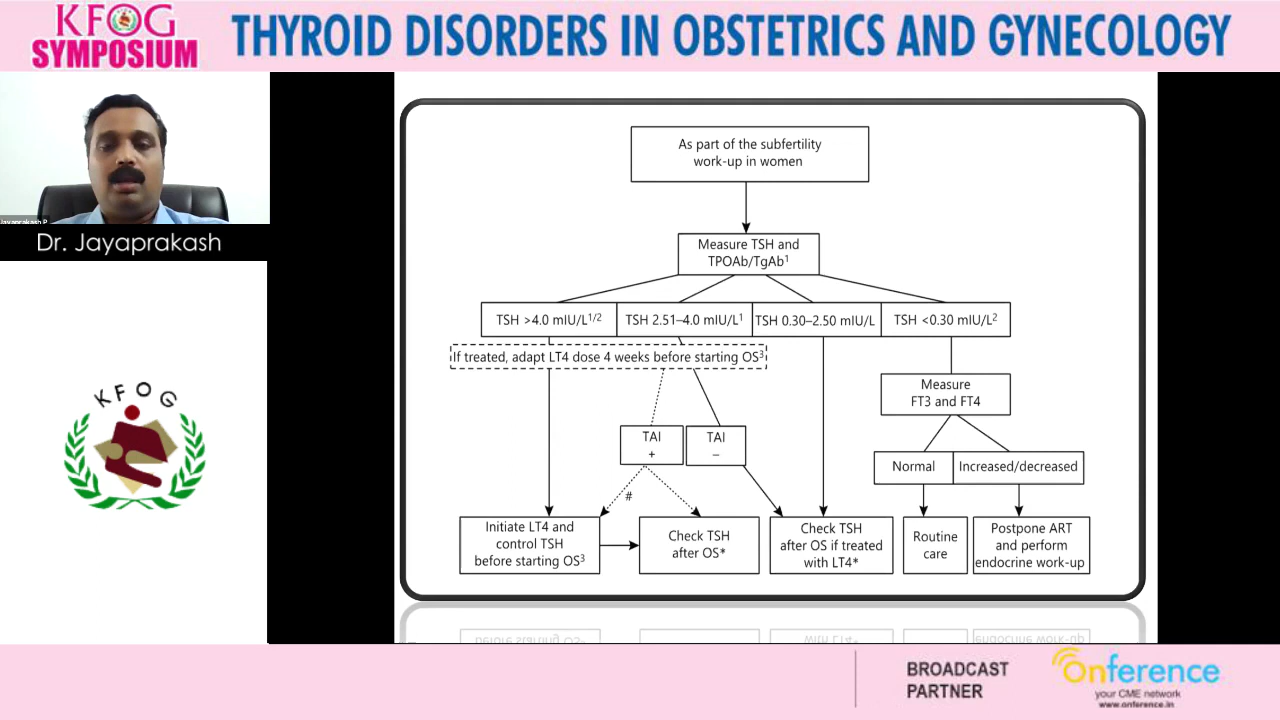 KFOG
SYMPOSIUM
THYROID DISORDERS IN OBSTETRICS AND GYNECOLOGY
Jayaprakash P
Dr. Jayaprakash
KFOG
As part of the subfertility
work-up in women
Measure TSH and
TPOAb/TgAb¹
TSH >4.0 mIU/L¹/²
TSH 2.51–4.0 mIU/L¹
TSH 0.30–2.50 mIU/L
TSH <0.30 mIU/L²
If treated, adapt LT4 dose 4 weeks before starting OS³
Measure
FT3 and FT4
TAI
+
TAI
–
Normal
Increased/decreased
#
Initiate LT4 and
control TSH
before starting OS³
Check TSH
after OS*
Check TSH
after OS if treated
with LT4*
Routine
care
Postpone ART
and perform
endocrine work-up
BROADCAST
PARTNER
Onference
your CME network
www.onference.in